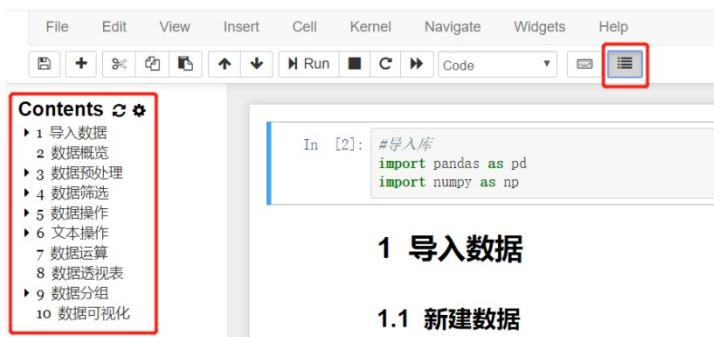 File Edit View Insert Cell Kernel Navigate Widgets Help
Run Code
Contents
1 导入数据
2 数据概览
3 数据预处理
4 数据筛选
5 数据操作
6 文本操作
7 数据运算
8 数据透视表
9 数据分组
10 数据可视化
In [2]: #导入库
import pandas as pd
import numpy as np
1 导入数据
1.1 新建数据